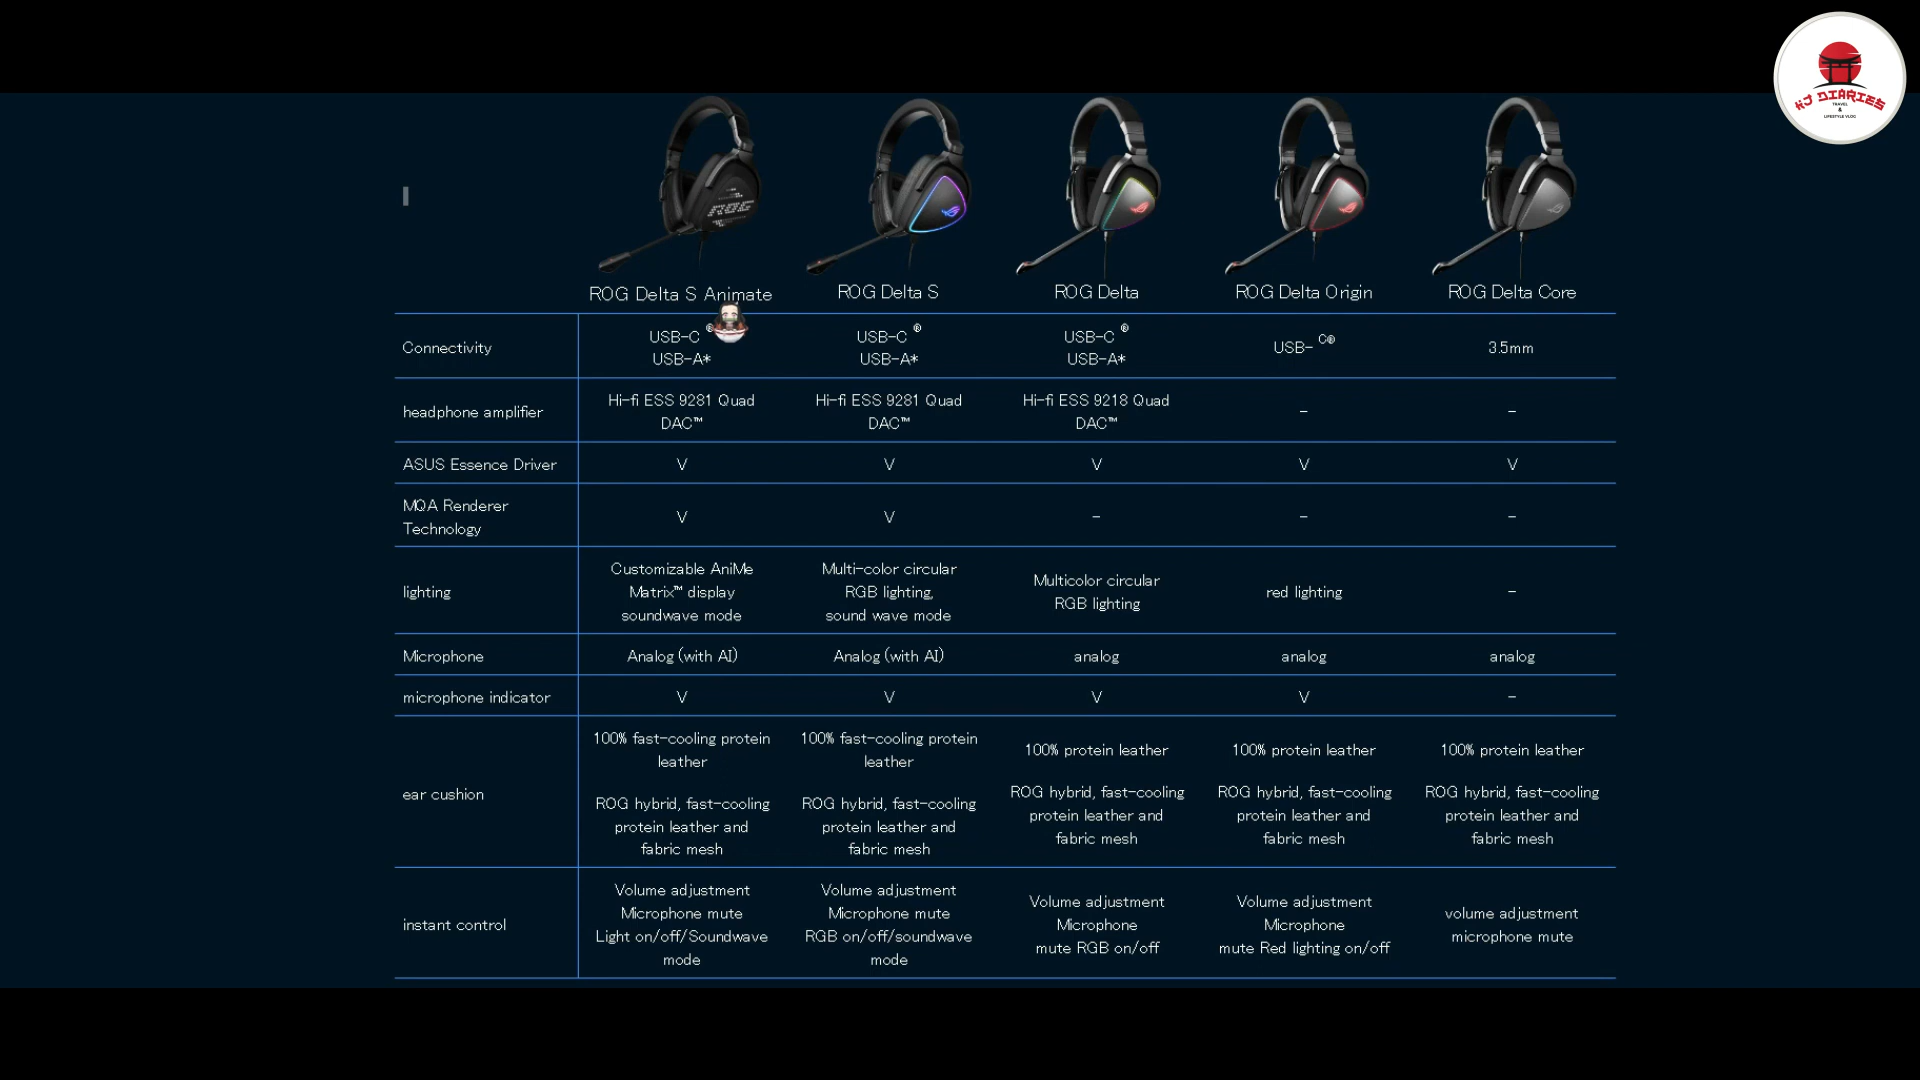 KJ DIARIES
TRAVEL
&
LIFESTYLE VLOG
ROG Delta S Animate
ROG Delta S
ROG Delta
ROG Delta Origin
ROG Delta Core
Connectivity
USB-C ®
USB-A*
USB-C ®
USB-A*
USB-C ®
USB-A*
USB- C®
3.5mm
headphone amplifier
Hi-fi ESS 9281 Quad
DAC™
Hi-fi ESS 9281 Quad
DAC™
Hi-fi ESS 9218 Quad
DAC™
-
-
ASUS Essence Driver
V
V
V
V
V
MQA Renderer
Technology
V
V
-
-
-
lighting
Customizable AniMe
Matrix™ display
soundwave mode
Multi-color circular
RGB lighting,
sound wave mode
Multicolor circular
RGB lighting
red lighting
-
Microphone
Analog (with AI)
Analog (with AI)
analog
analog
analog
microphone indicator
V
V
V
V
-
ear cushion
100% fast-cooling protein
leather
ROG hybrid, fast-cooling
protein leather and
fabric mesh
100% fast-cooling protein
leather
ROG hybrid, fast-cooling
protein leather and
fabric mesh
100% protein leather
ROG hybrid, fast-cooling
protein leather and
fabric mesh
100% protein leather
ROG hybrid, fast-cooling
protein leather and
fabric mesh
100% protein leather
ROG hybrid, fast-cooling
protein leather and
fabric mesh
instant control
Volume adjustment
Microphone mute
Light on/off/Soundwave
mode
Volume adjustment
Microphone mute
RGB on/off/soundwave
mode
Volume adjustment
Microphone
mute RGB on/off
Volume adjustment
Microphone
mute Red lighting on/off
volume adjustment
microphone mute